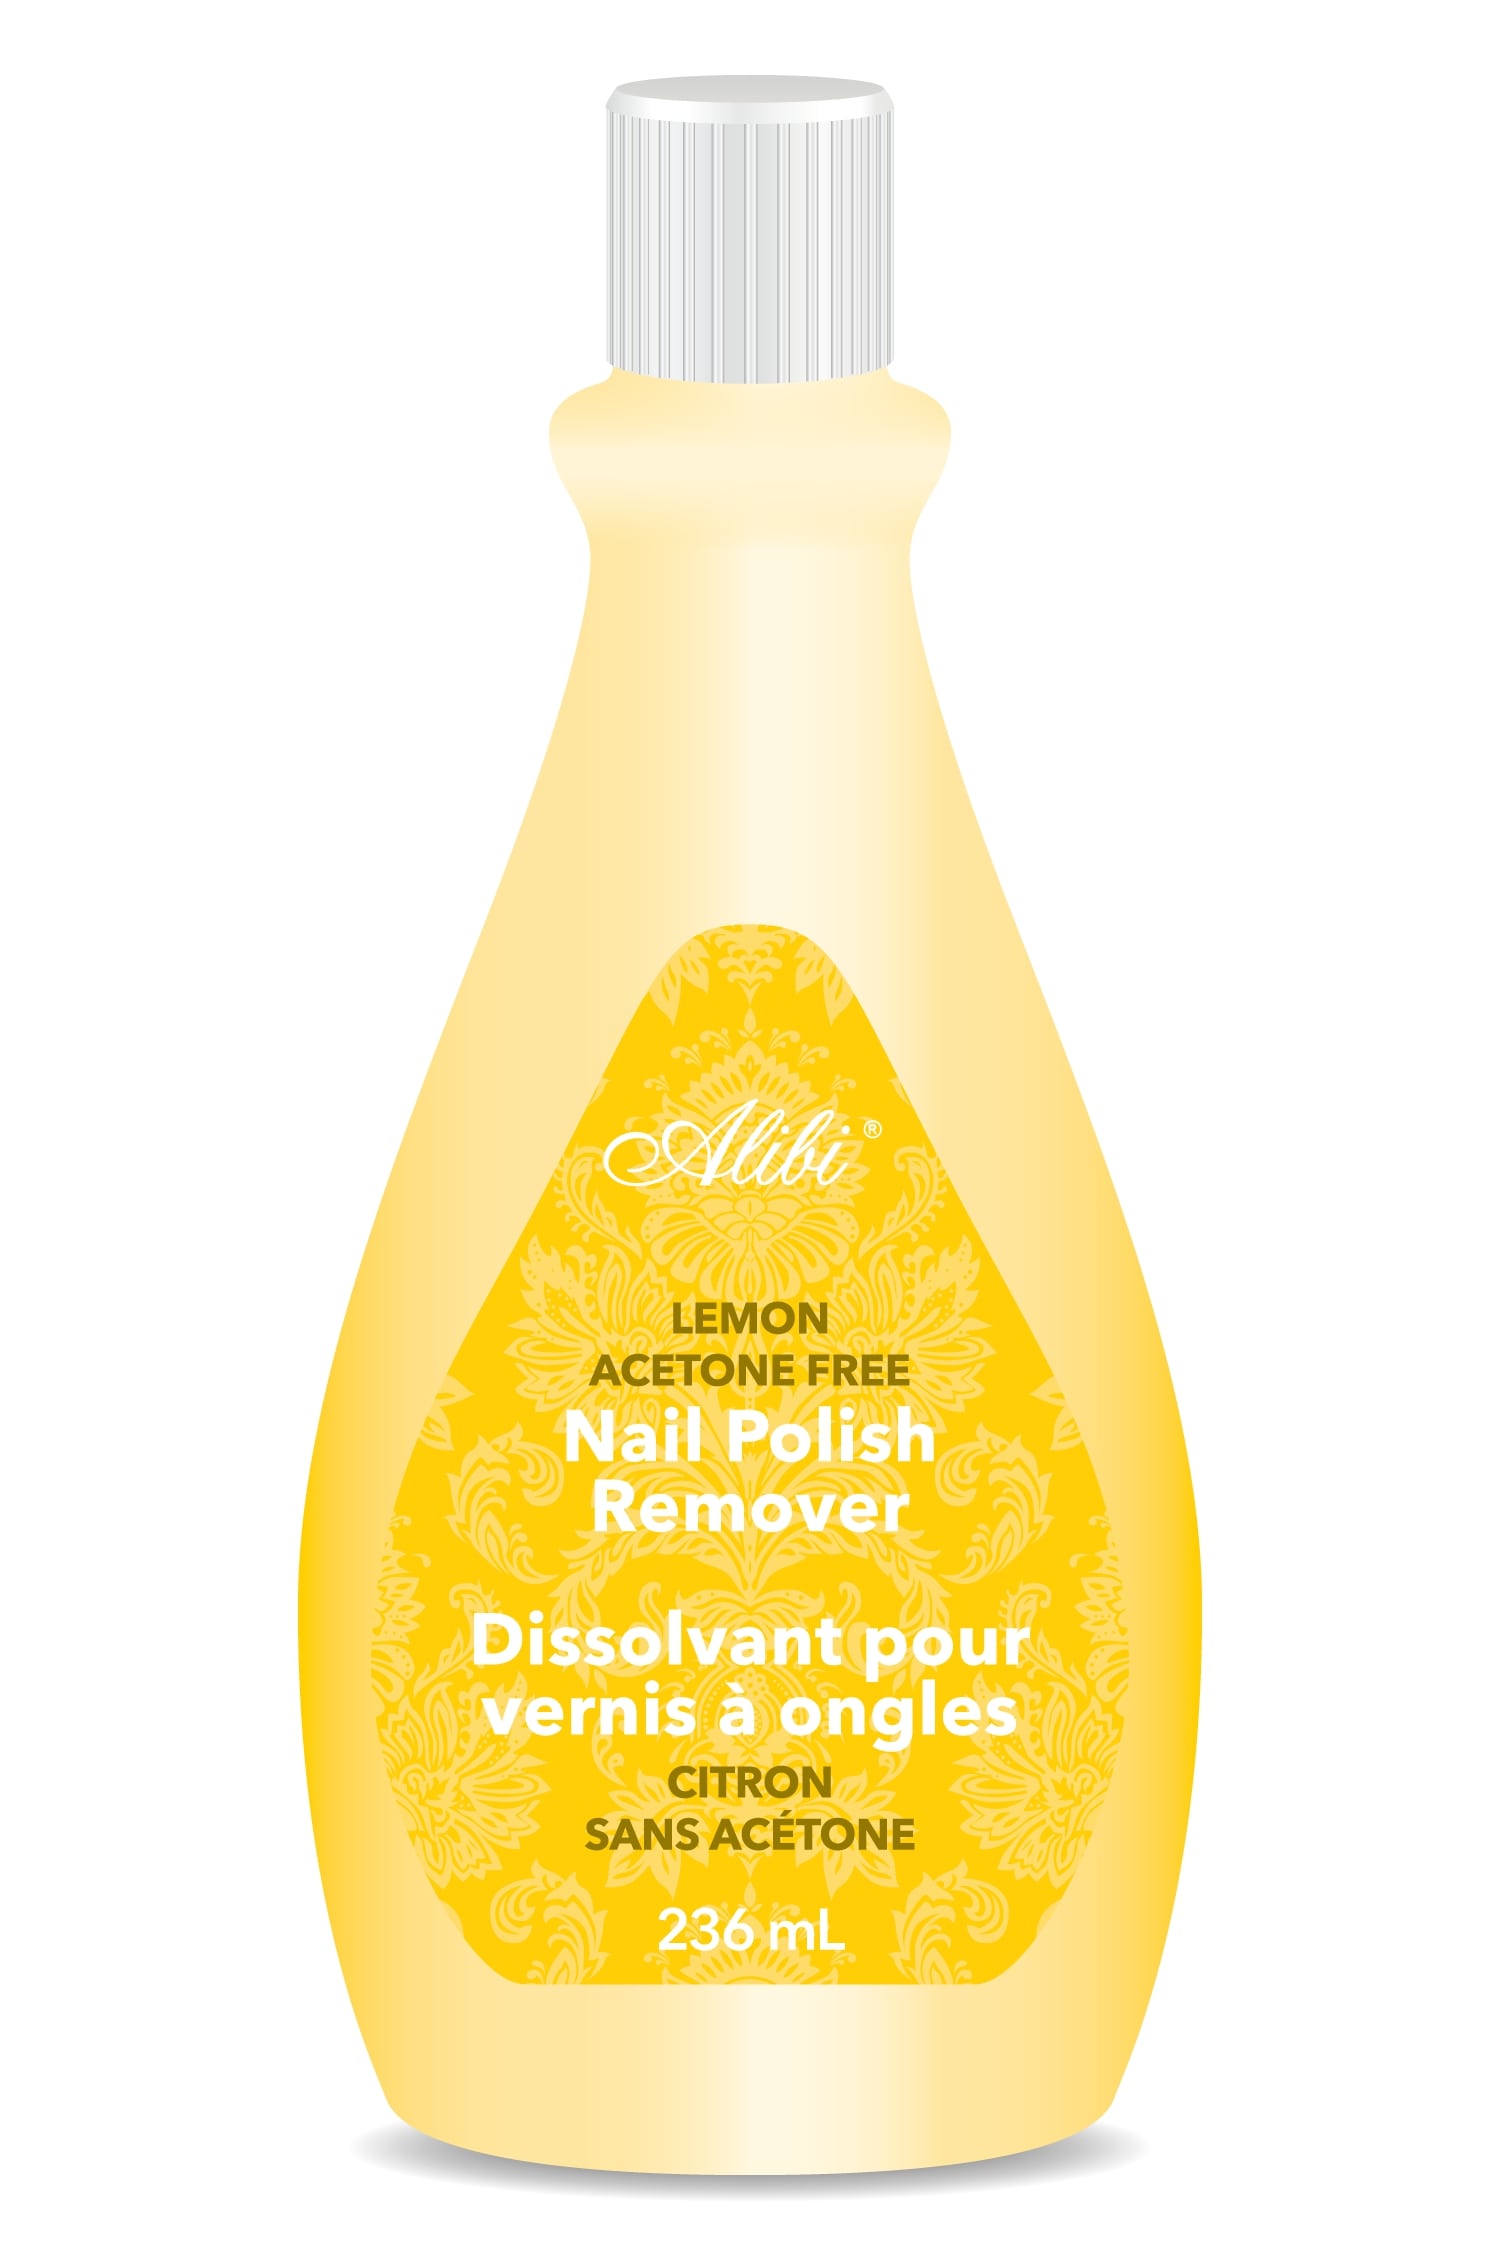 Alibi®
LEMON
ACETONE FREE
Nail Polish
Remover
Dissolvant pour
vernis à ongles
CITRON
SANS ACÉTONE
236 mL